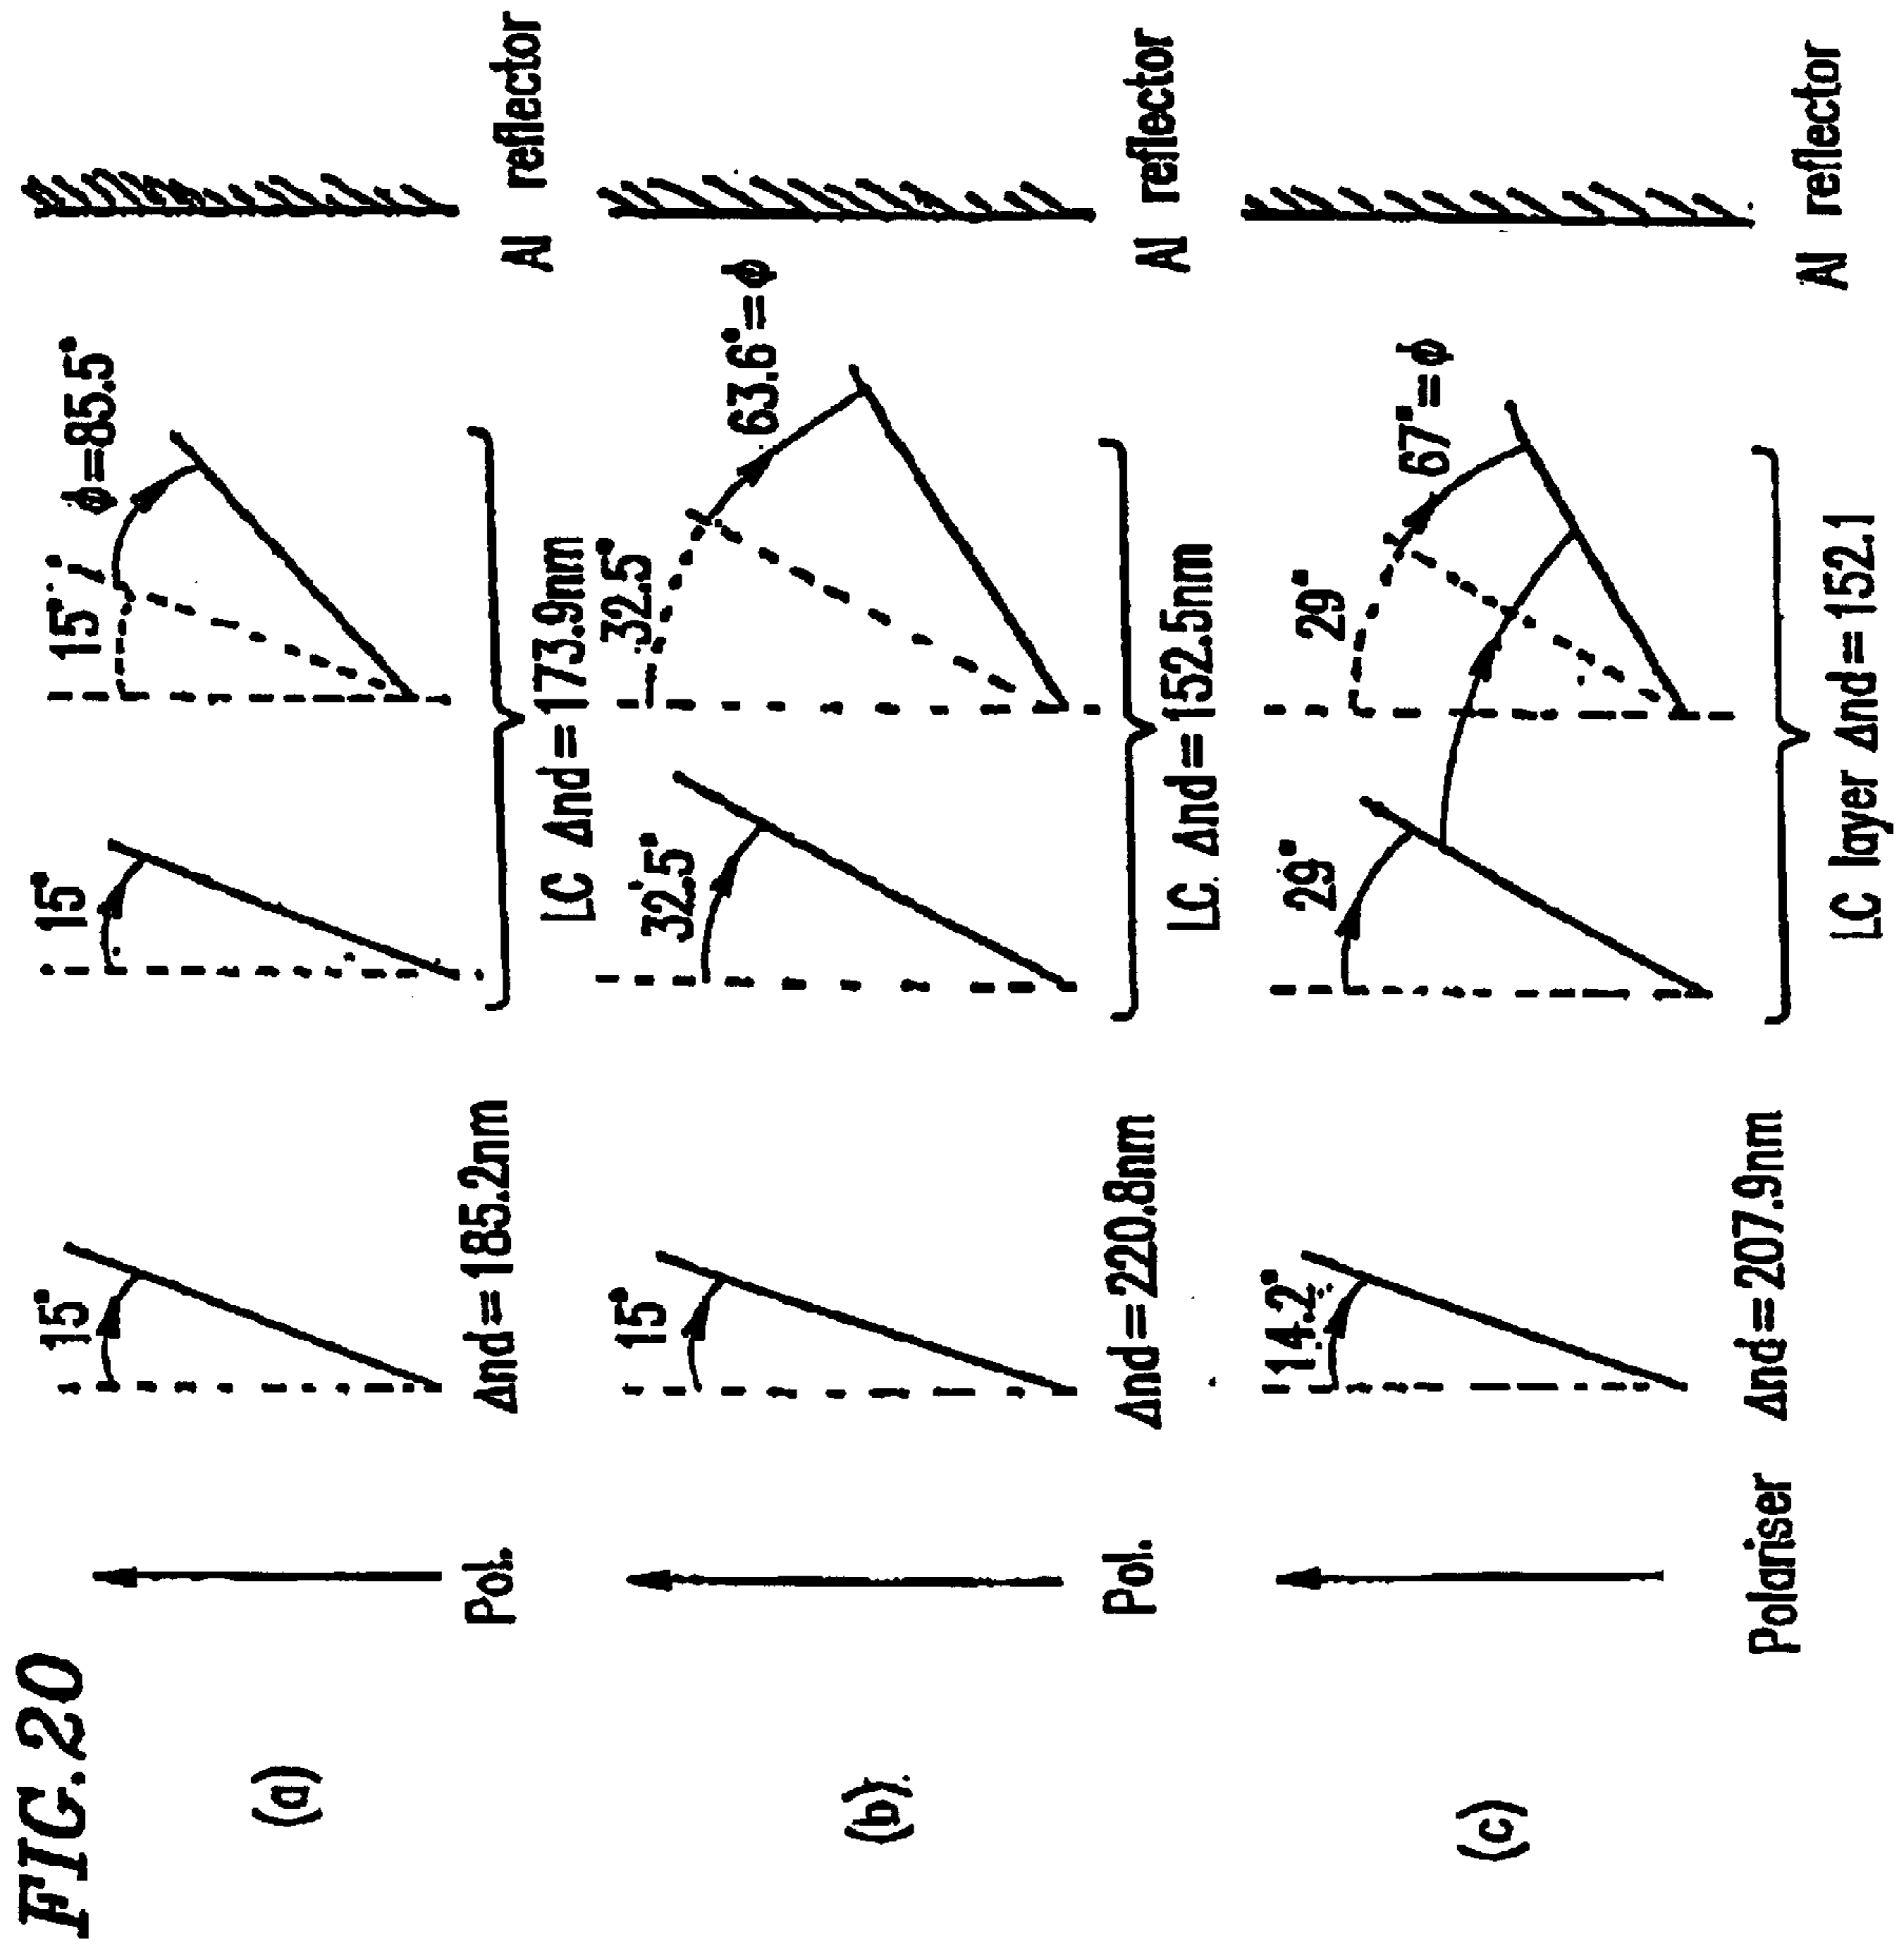 FIG.20
(a)
15°
15°
15°
ϕ=85.5°
Pol.
Δnd=185.2nm
LC Δnd=173.9nm
Al reflector
(b)
15°
32.5°
32.5°
63.6°=ϕ
Pol.
Δnd=220.8nm
LC. Δnd=152.5nm
Al reflector
(c)
14.2°
29°
29°
67°=ϕ
Polariser
Δnd=207.9nm
LC layer Δnd=152.1
Al reflector